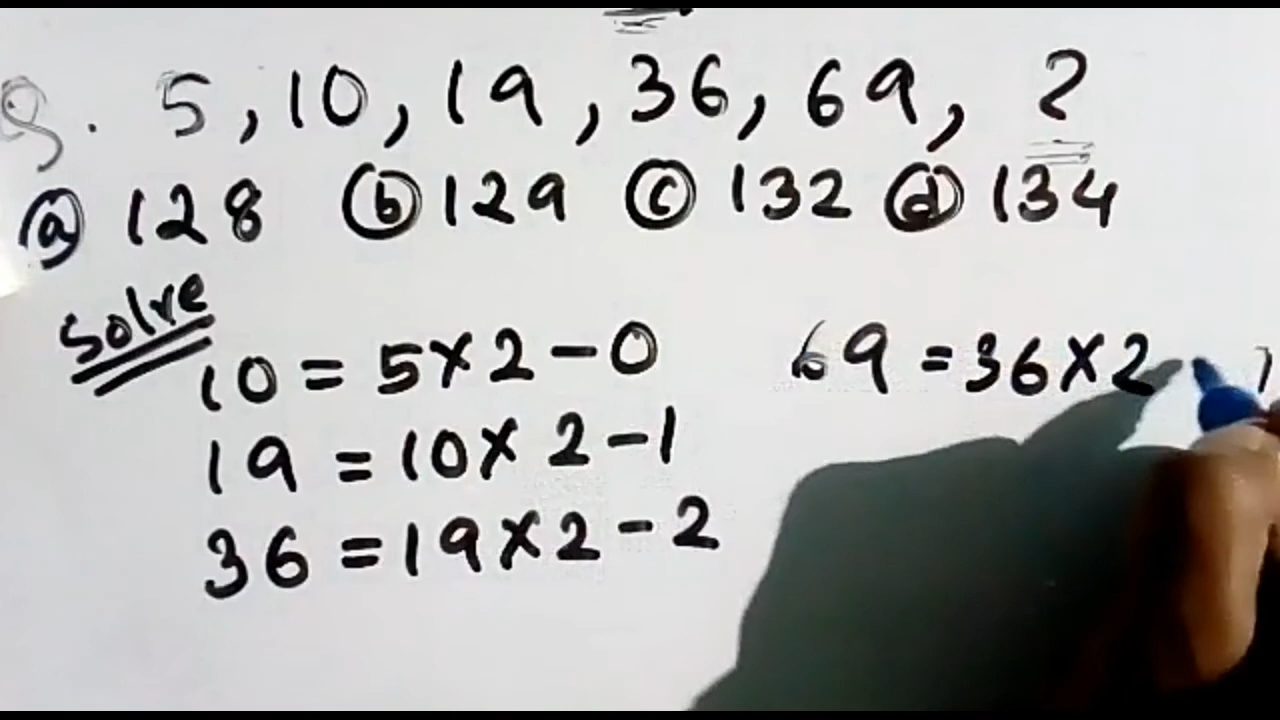 Q. 5, 10, 19, 36, 69, ?
(a) 128 (b) 129 (c) 132 (d) 134
Solve
10 = 5×2-0
19 = 10×2-1
36 = 19×2-2
69 = 36×2